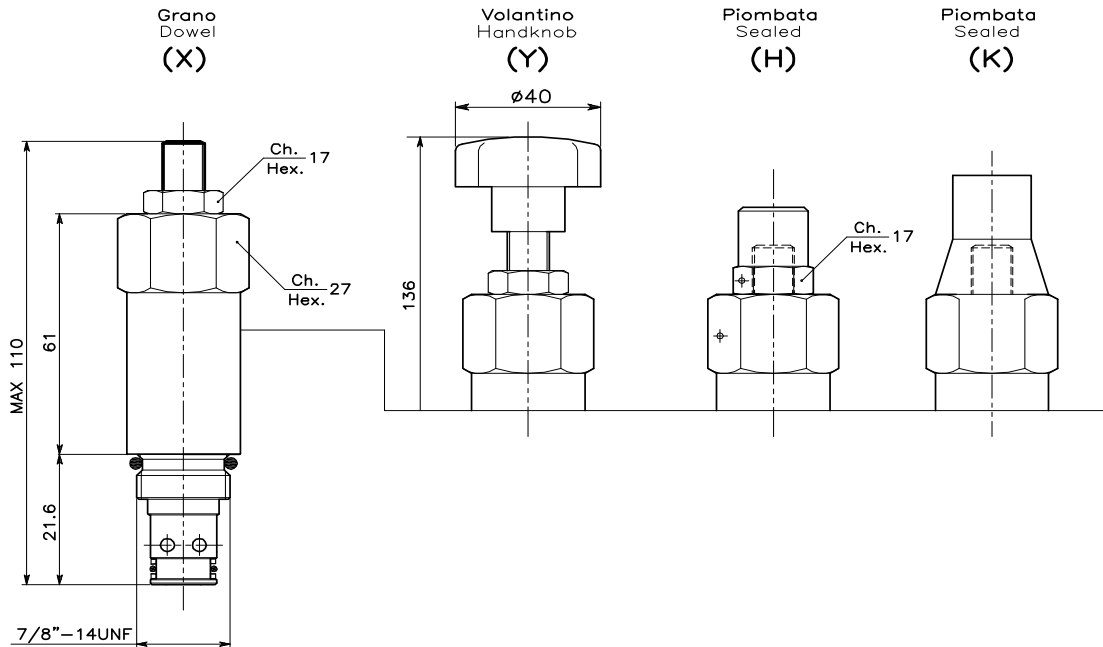 Grano
Dowel
(X)
Volantino
Handknob
(Y)
Piombata
Sealed
(H)
Piombata
Sealed
(K)
ø40
Ch. 17
Hex.
Ch. 27
Hex.
Ch. 17
Hex.
136
MAX 110
61
21.6
7/8"-14UNF